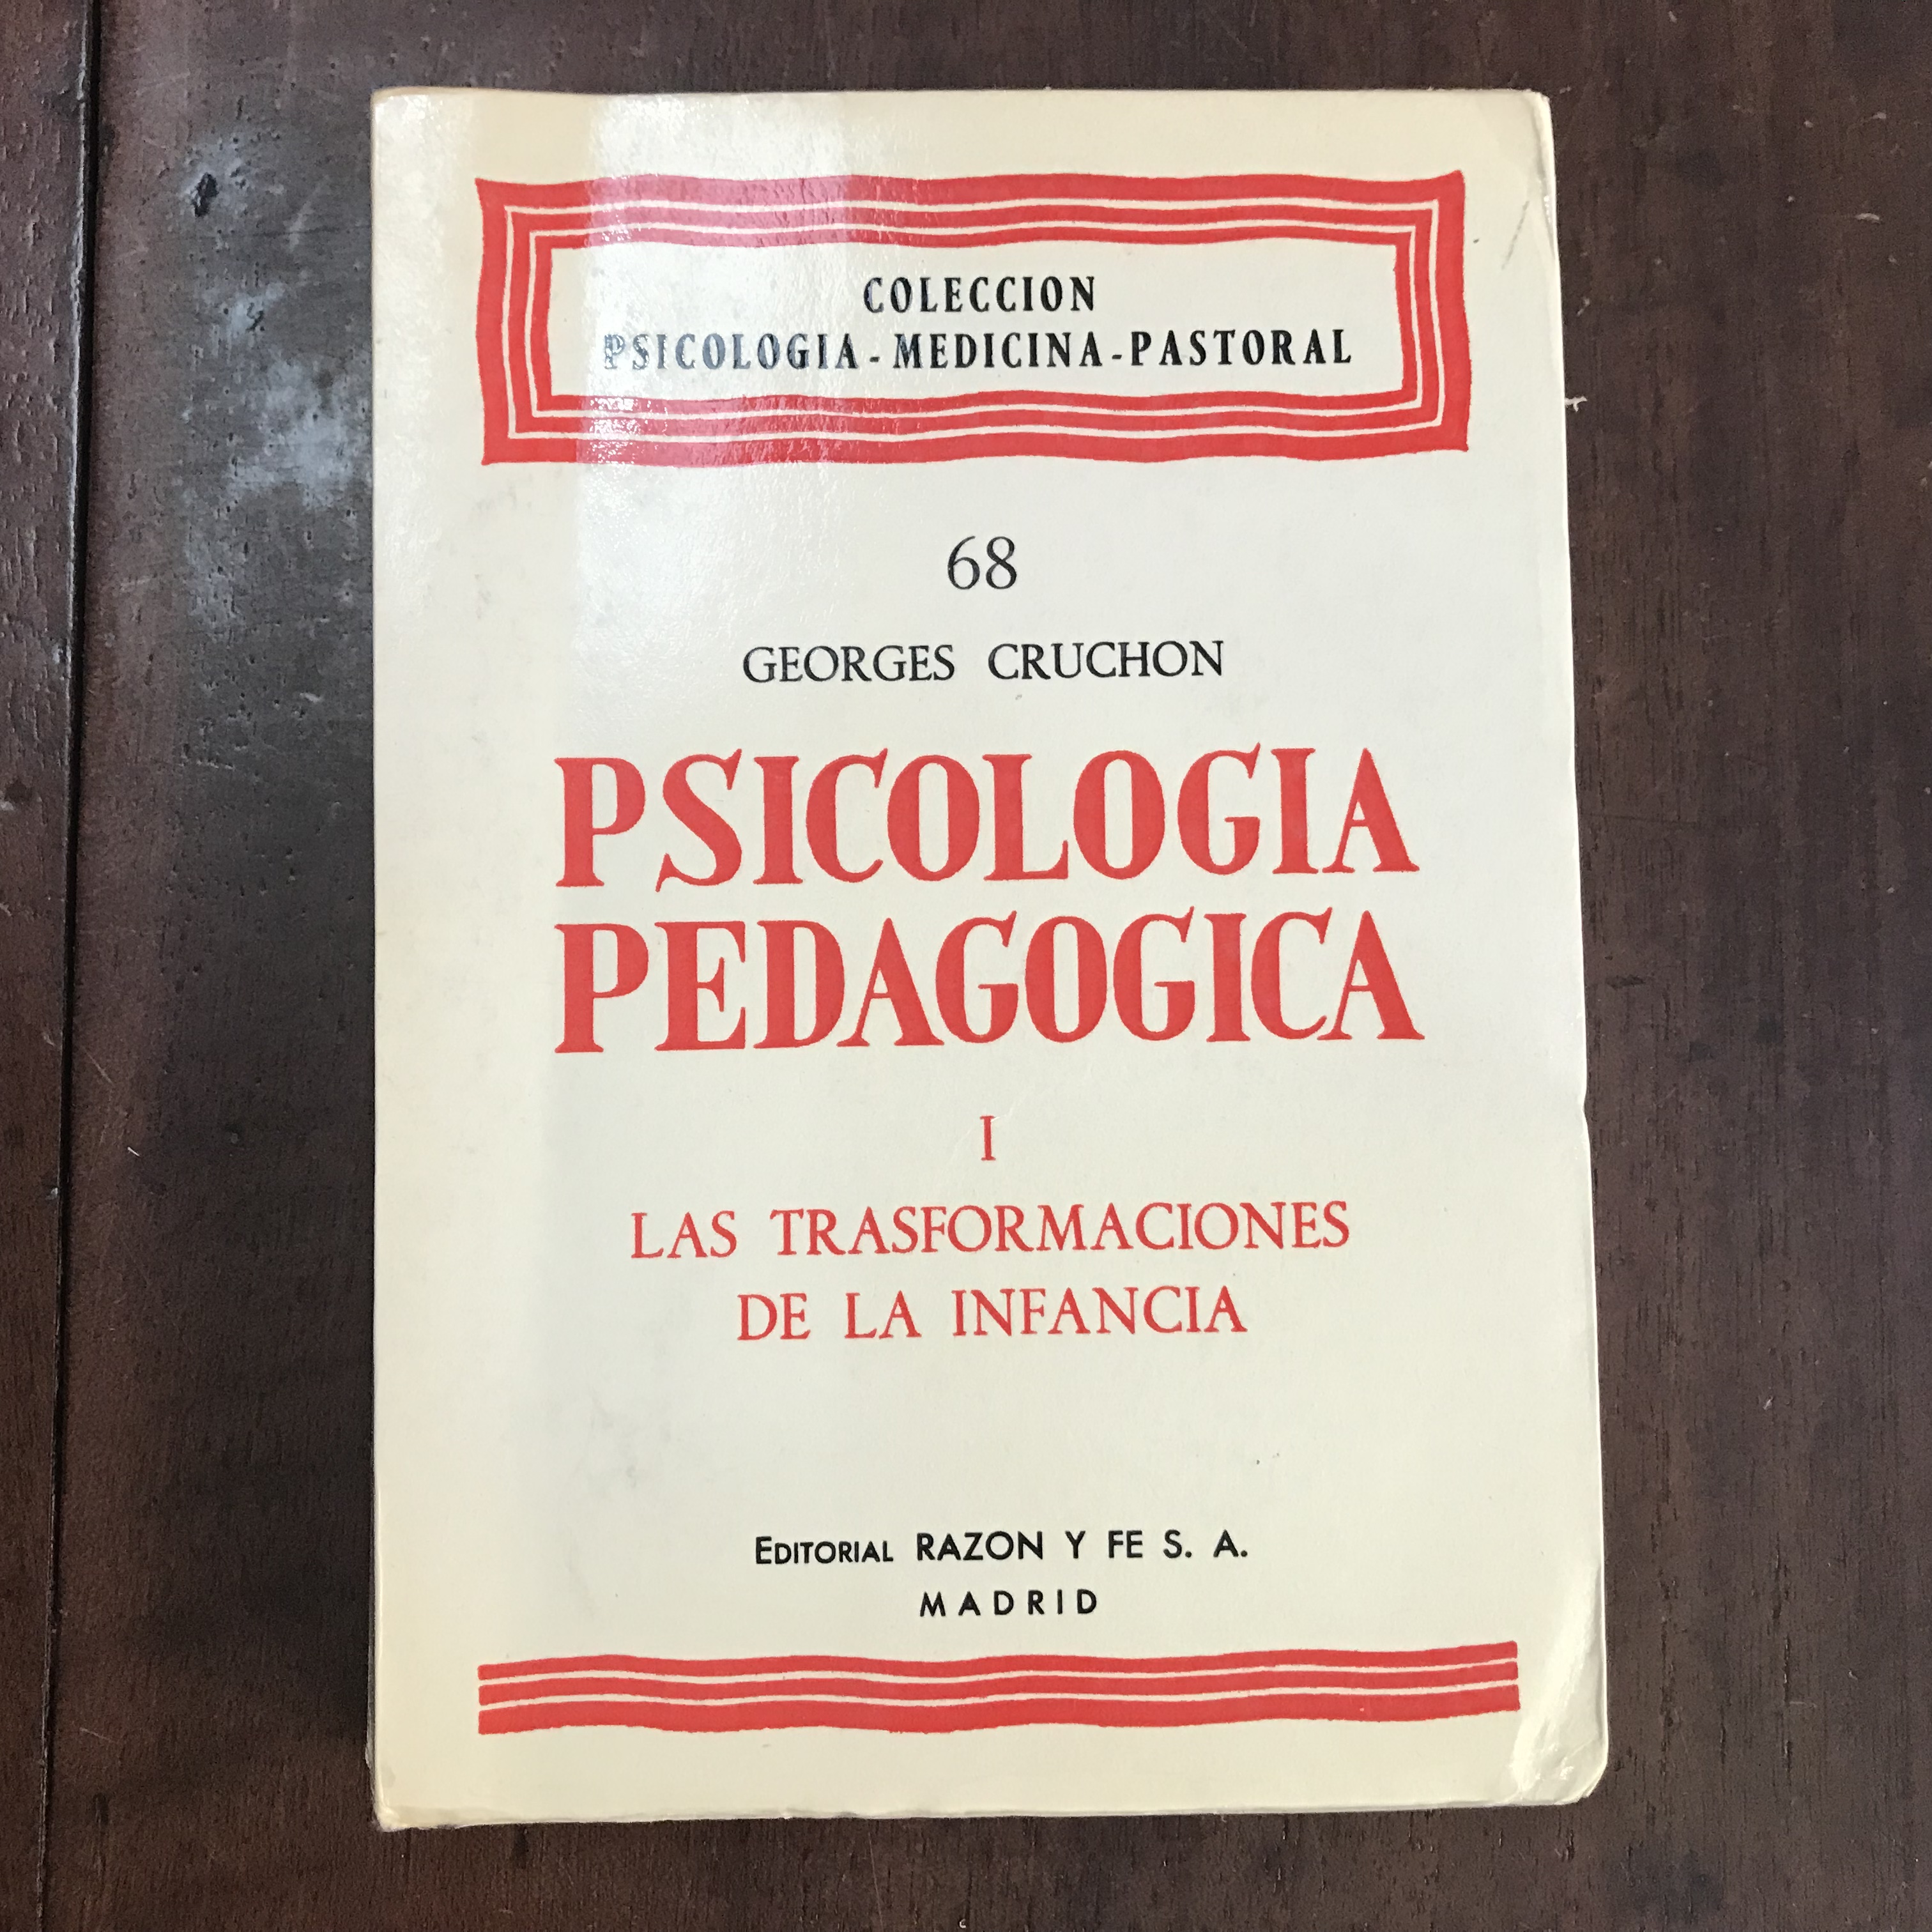 COLECCION
PSICOLOGIA-MEDICINA-PASTORAL
68
GEORGES CRUCHON
PSICOLOGIA
PEDAGOGICA
I
LAS TRASFORMACIONES
DE LA INFANCIA
EDITORIAL RAZON Y FE S. A.
MADRID